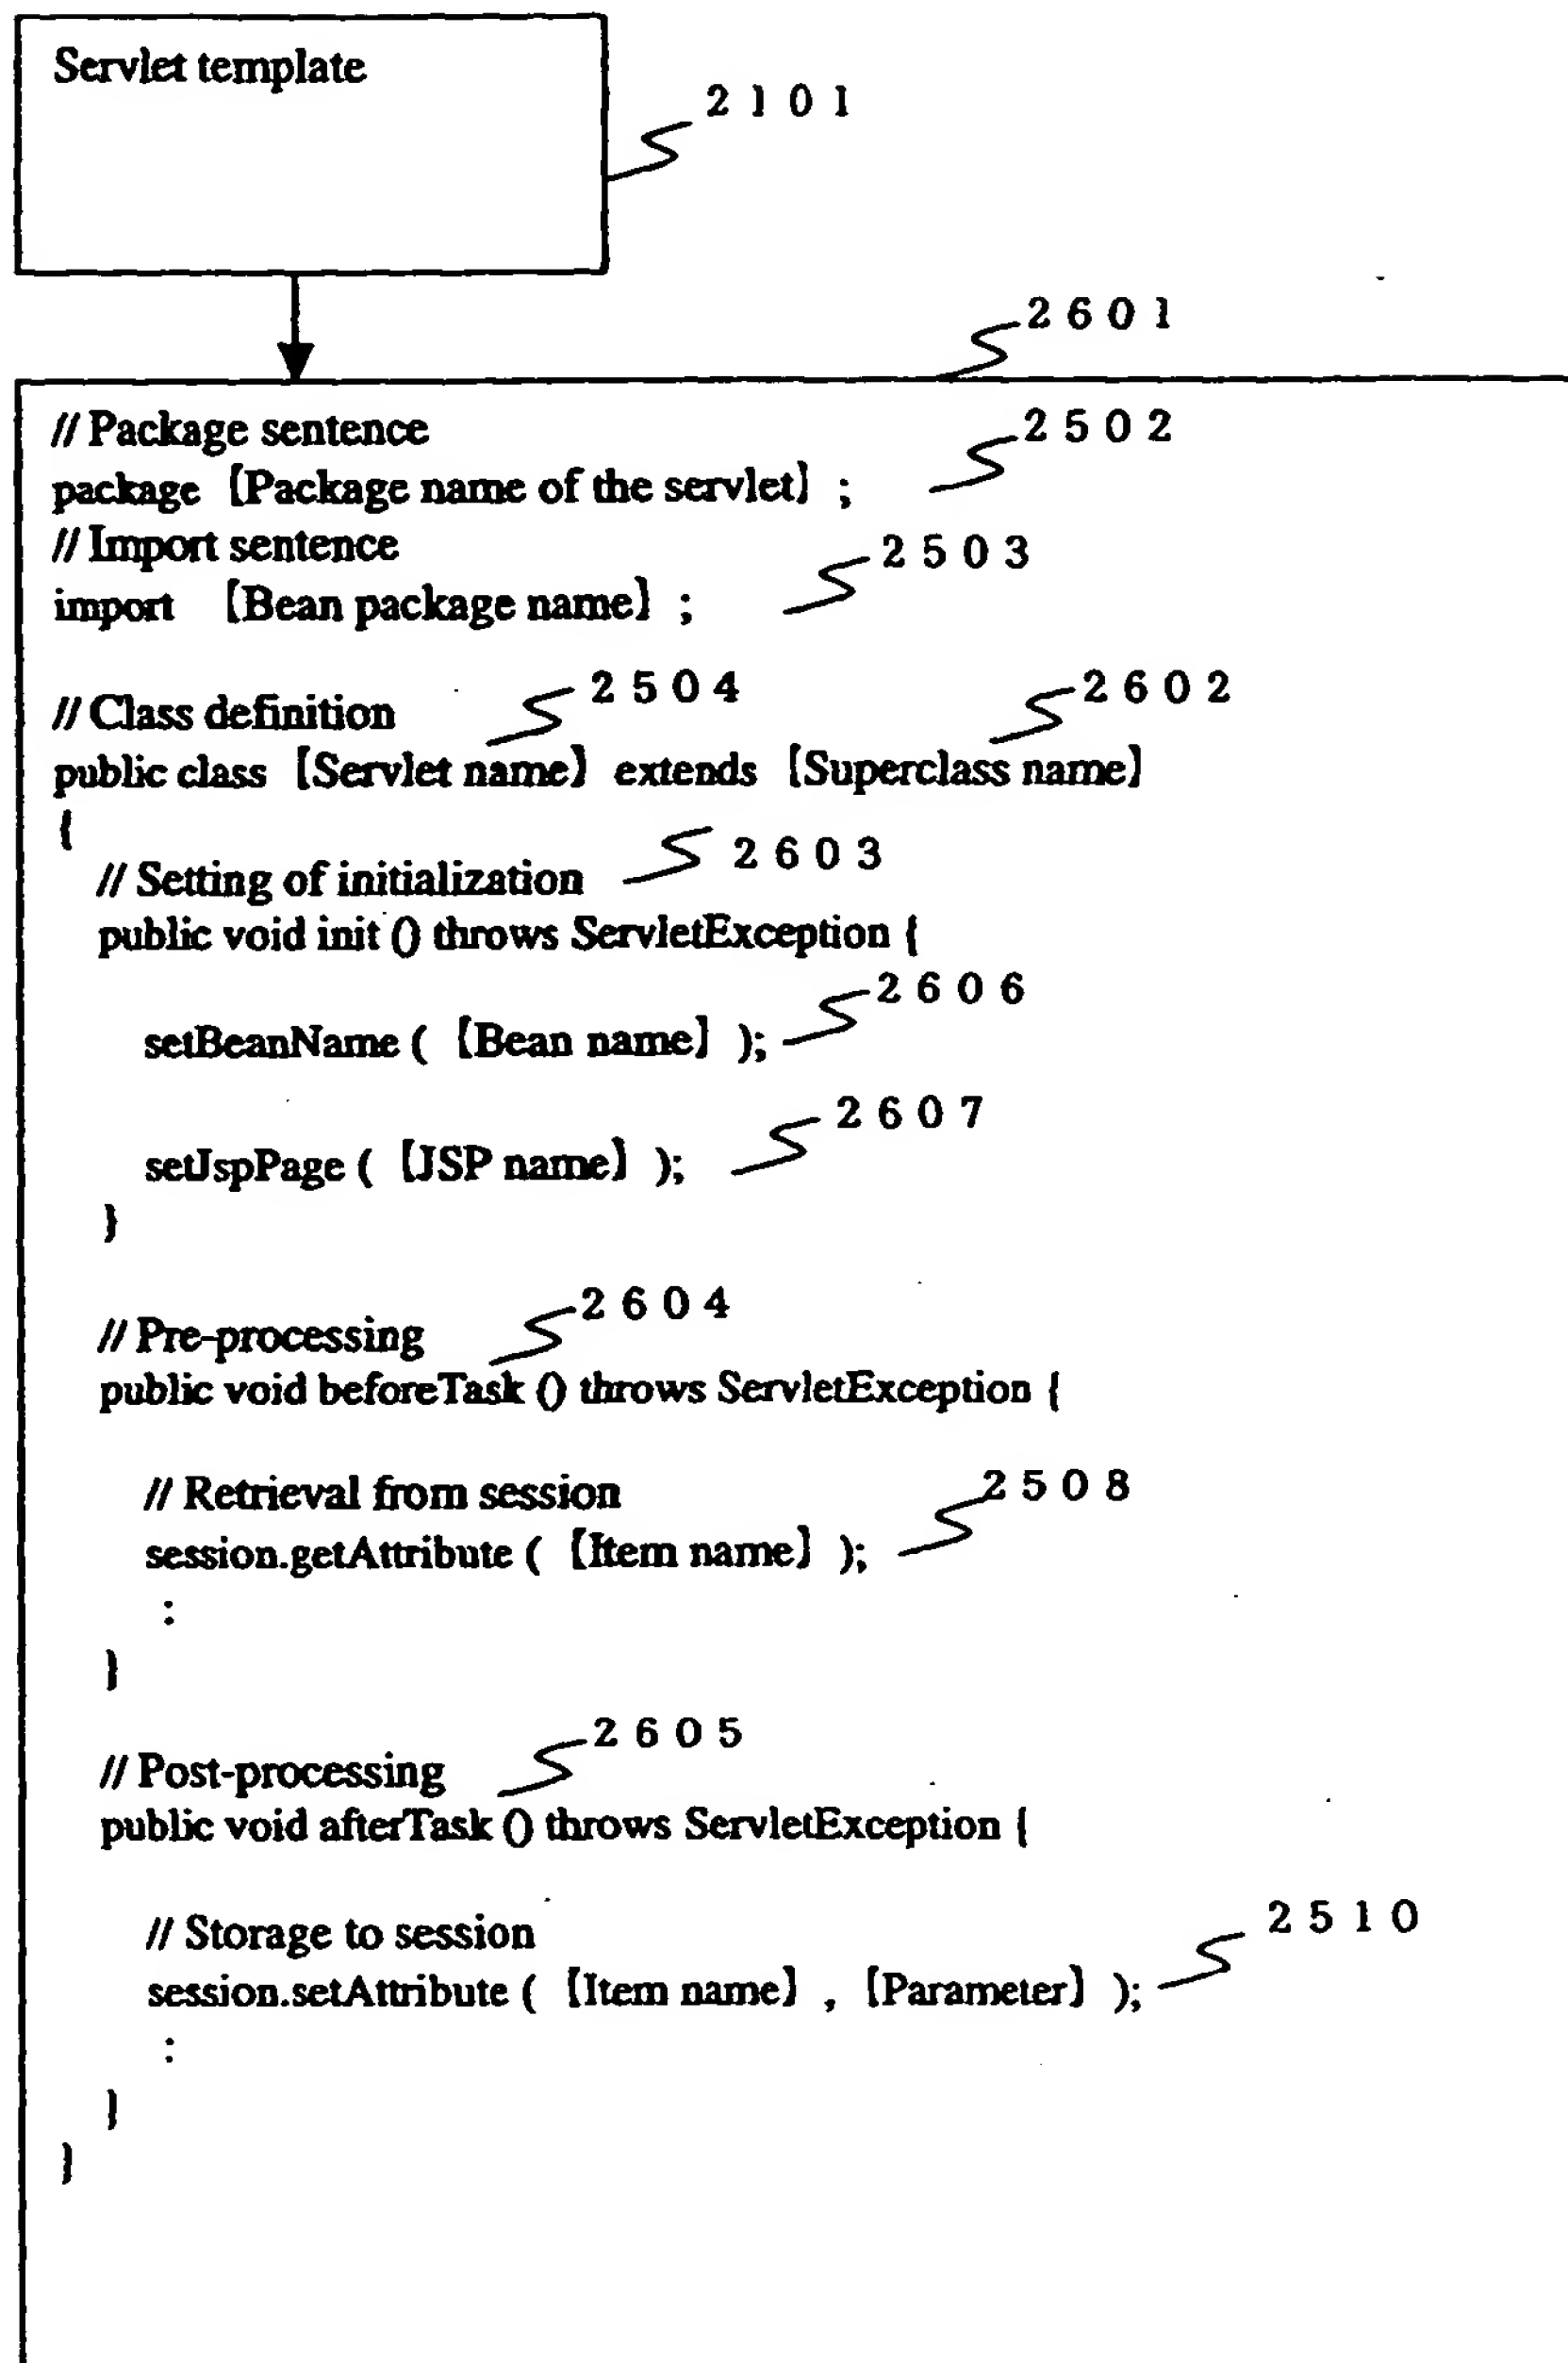 Servlet template
2101
2601
// Package sentence
2502
package 【Package name of the servlet】 ;
// Import sentence
2503
import 【Bean package name】 ;
// Class definition
2504
2602
public class 【Servlet name】 extends 【Superclass name】
{
// Setting of initialization
2603
public void init () throws ServletException {
2606
setBeanName ( 【Bean name】 );
2607
setJspPage ( 【JSP name】 );
}
// Pre-processing
2604
public void beforeTask () throws ServletException {
// Retrieval from session
2508
session.getAttribute ( 【Item name】 );
:
}
// Post-processing
2605
public void afterTask () throws ServletException {
// Storage to session
2510
session.setAttribute ( 【Item name】 , 【Parameter】 );
:
}
}